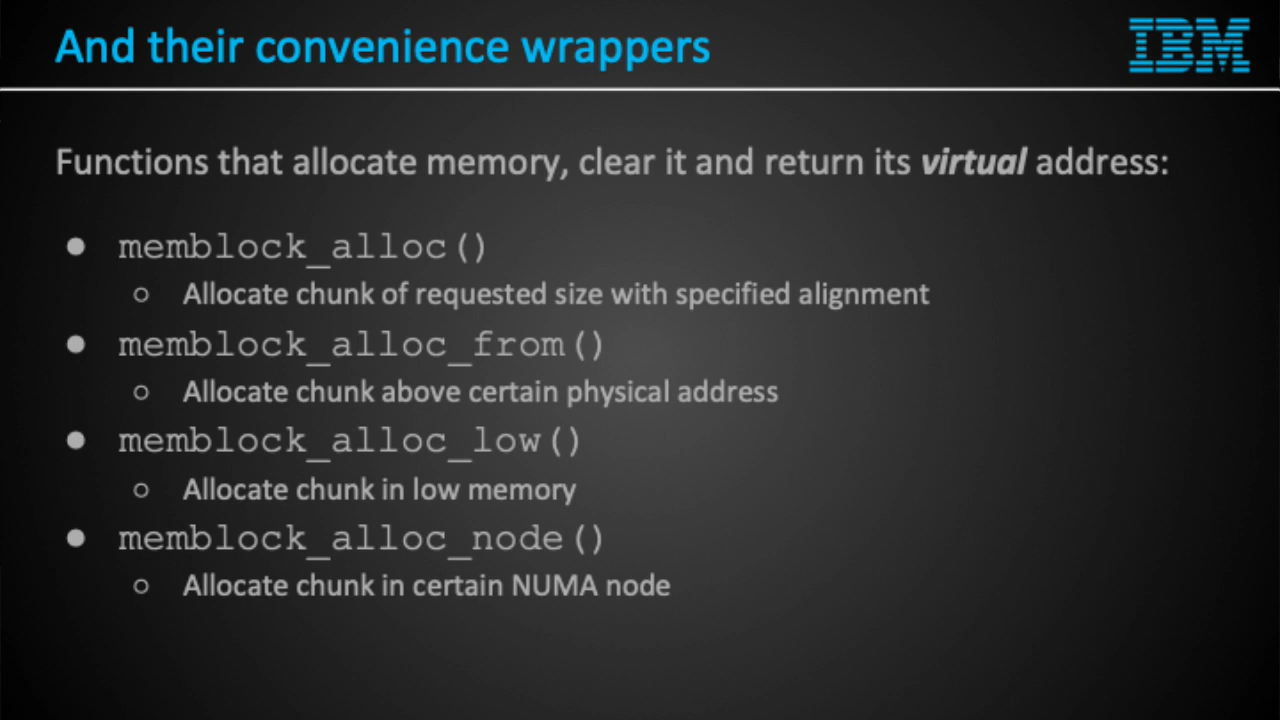 And their convenience wrappers
IBM
Functions that allocate memory, clear it and return its virtual address:
● memblock_alloc()
○ Allocate chunk of requested size with specified alignment
● memblock_alloc_from()
○ Allocate chunk above certain physical address
● memblock_alloc_low()
○ Allocate chunk in low memory
● memblock_alloc_node()
○ Allocate chunk in certain NUMA node